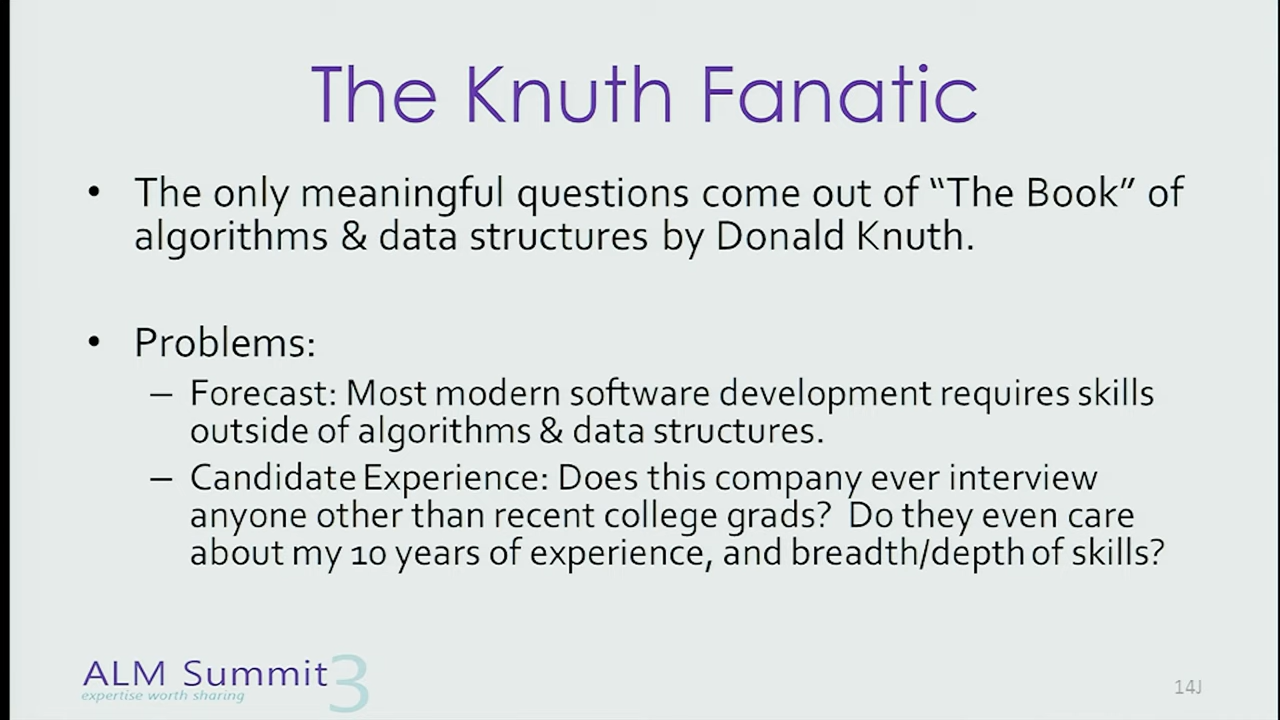 The Knuth Fanatic
• The only meaningful questions come out of “The Book” of
algorithms & data structures by Donald Knuth.
• Problems:
– Forecast: Most modern software development requires skills
outside of algorithms & data structures.
– Candidate Experience: Does this company ever interview
anyone other than recent college grads? Do they even care
about my 10 years of experience, and breadth/depth of skills?
ALM Summit 3
expertise worth sharing
14J